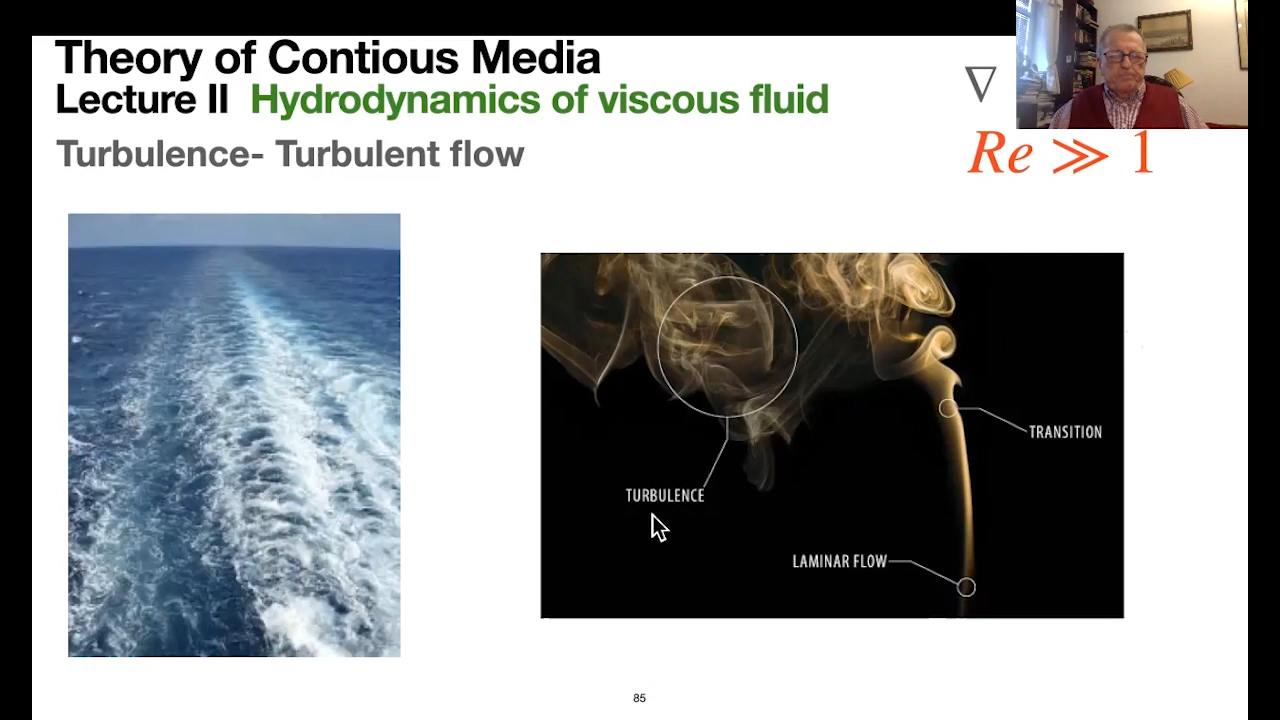 Theory of Contious Media
Lecture II Hydrodynamics of viscous fluid
∇
Turbulence- Turbulent flow
Re ≫ 1
TRANSITION
TURBULENCE
LAMINAR FLOW
85